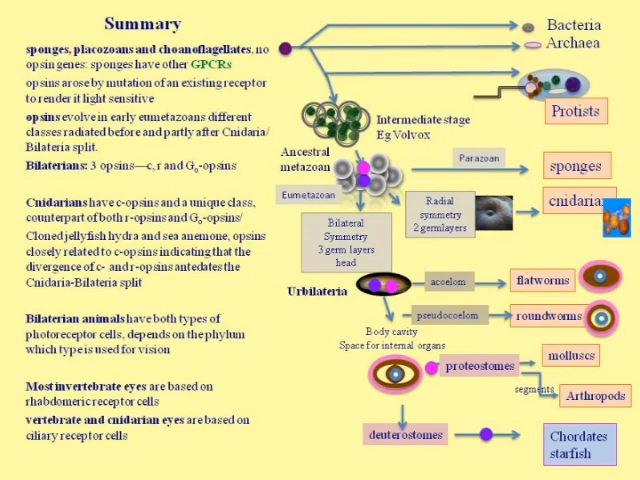 Summary
sponges, placozoans and choanoflagellates, no
opsin genes: sponges have other GPCRs
opsins arose by mutation of an existing receptor
to render it light sensitive
opsins evolve in early eumetazoans different
classes radiated before and partly after Cnidaria/
Bilateria split.
Bilaterians: 3 opsins—c, r and Go-opsins
Cnidarians have c-opsins and a unique class,
counterpart of both r-opsins and Go-opsins/
Cloned jellyfish hydra and sea anemone, opsins
closely related to c-opsins indicating that the
divergence of c- and r-opsins antedates the
Cnidaria-Bilateria split
Bilaterian animals have both types of
photoreceptor cells, depends on the phylum
which type is used for vision
Most invertebrate eyes are based on
rhabdomeric receptor cells
vertebrate and cnidarian eyes are based on
ciliary receptor cells
Bacteria
Archaea
Protists
Intermediate stage
Eg Volvox
Ancestral
metazoan
Parazoan
sponges
Eumetazoan
Radial
symmetry
2 germlayers
cnidaria
Bilateral
Symmetry
3 germ layers
head
Urbilateria
acoelom
flatworms
pseudocoelom
roundworms
Body cavity
Space for internal organs
proteostomes
molluscs
segments
Arthropods
deuterostomes
Chordates
starfish